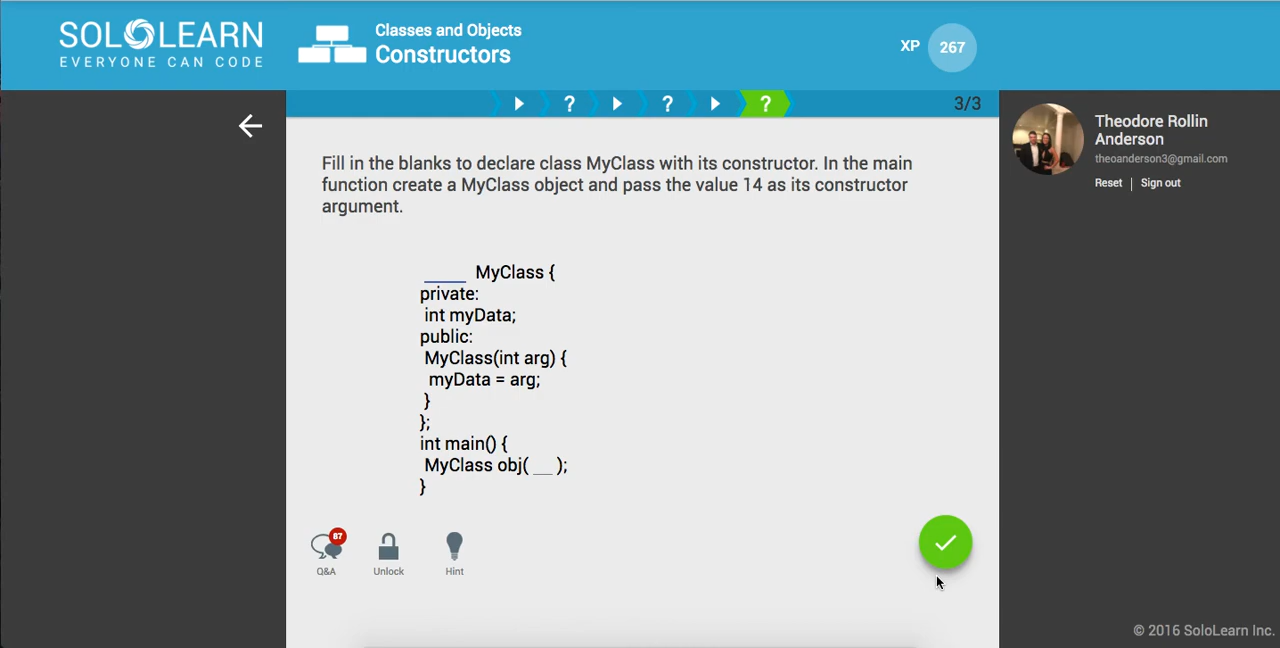 SOLOLEARN
EVERYONE CAN CODE
Classes and Objects
Constructors
XP 267
? ? ?
3/3
Theodore Rollin
Anderson
theoanderson3@gmail.com
Reset | Sign out
Fill in the blanks to declare class MyClass with its constructor. In the main
function create a MyClass object and pass the value 14 as its constructor
argument.
____ MyClass {
private:
int myData;
public:
MyClass(int arg) {
myData = arg;
}
};
int main() {
MyClass obj( __ );
}
87
Q&A
Unlock
Hint
© 2016 SoloLearn Inc.